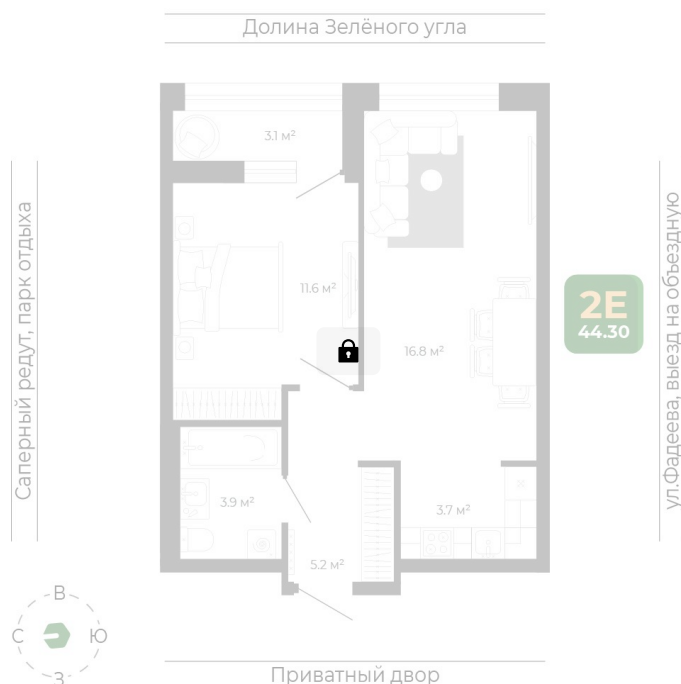 Долина Зелёного угла
3.1 м²
Саперный редут, парк отдыха
ул.Фадеева, выезд на объездную
11.6 м²
2Е
44.30
16.8 м²
3.9 м²
3.7 м²
5.2 м²
В
С
Ю
З
Приватный двор